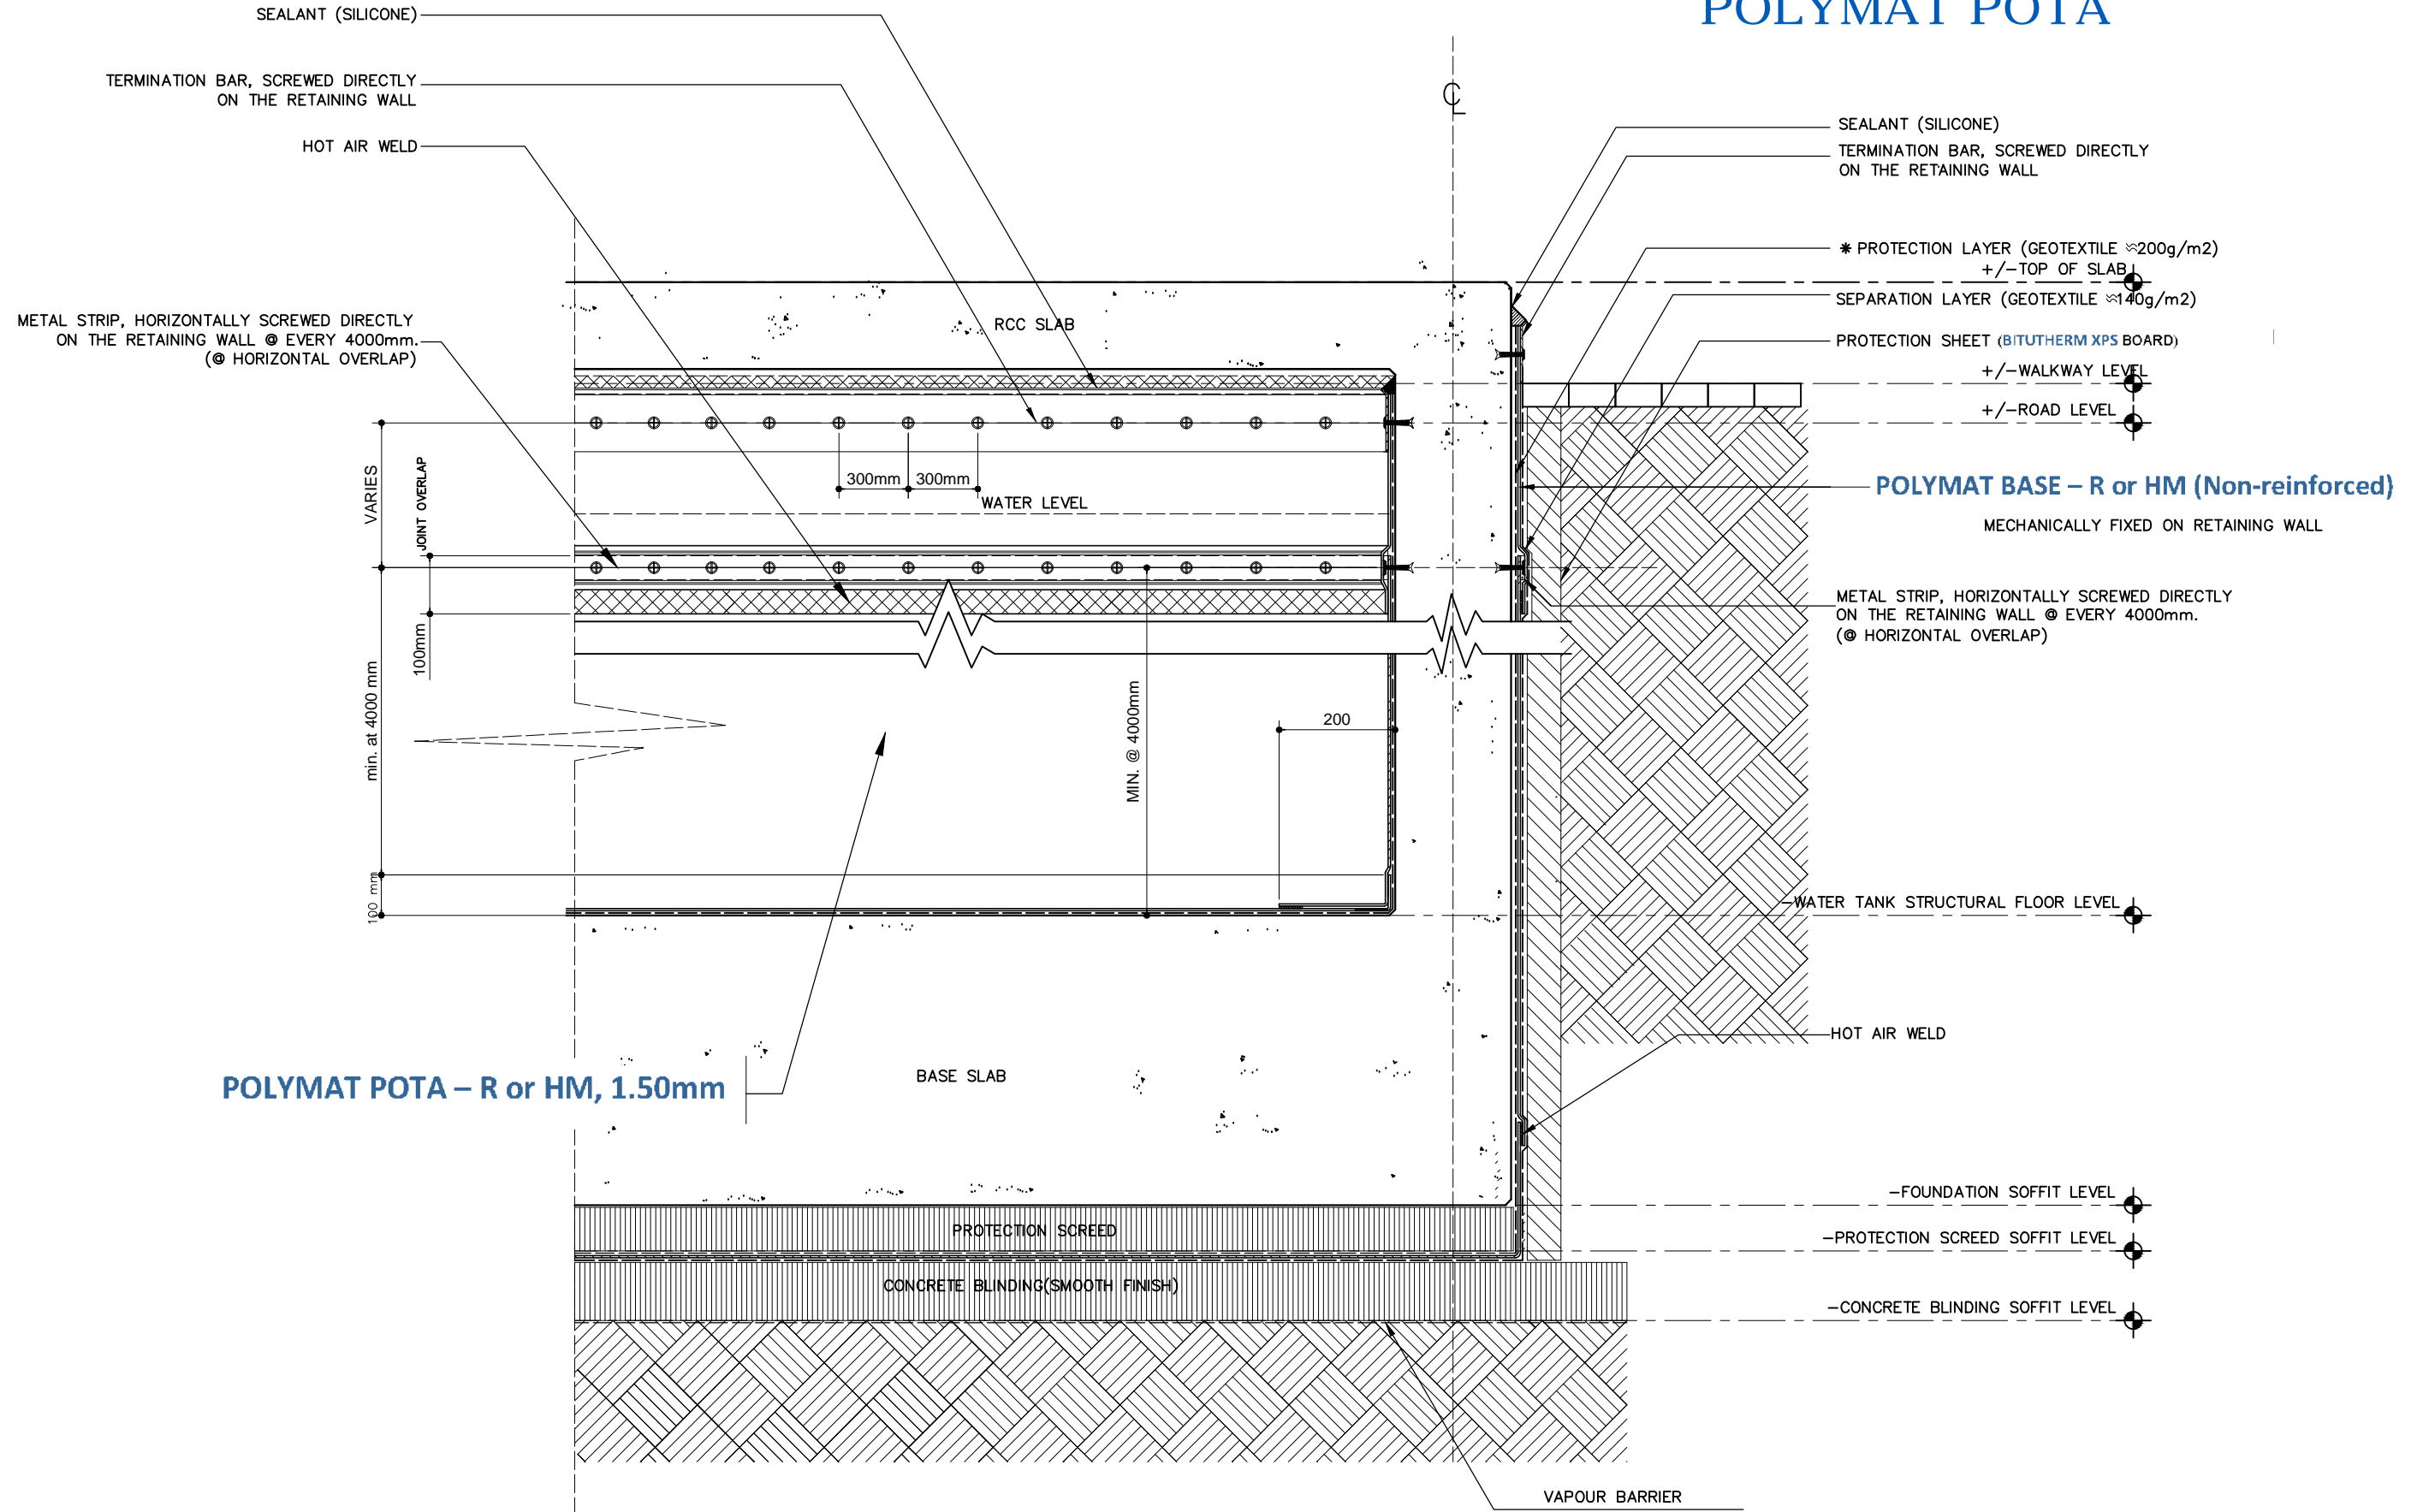 POLYMAT POTA
SEALANT (SILICONE)
TERMINATION BAR, SCREWED DIRECTLY
ON THE RETAINING WALL
HOT AIR WELD
METAL STRIP, HORIZONTALLY SCREWED DIRECTLY
ON THE RETAINING WALL @ EVERY 4000mm.
(@ HORIZONTAL OVERLAP)
℄
SEALANT (SILICONE)
TERMINATION BAR, SCREWED DIRECTLY
ON THE RETAINING WALL
* PROTECTION LAYER (GEOTEXTILE ≈200g/m2)
+/-TOP OF SLAB
SEPARATION LAYER (GEOTEXTILE ≈140g/m2)
PROTECTION SHEET (BITUTHERM XPS BOARD)
+/-WALKWAY LEVEL
+/-ROAD LEVEL
POLYMAT BASE – R or HM (Non-reinforced)
MECHANICALLY FIXED ON RETAINING WALL
METAL STRIP, HORIZONTALLY SCREWED DIRECTLY
ON THE RETAINING WALL @ EVERY 4000mm.
(@ HORIZONTAL OVERLAP)
RCC SLAB
300mm 300mm
WATER LEVEL
VARIES
JOINT OVERLAP
100mm
min. at 4000 mm
100 mm
MIN. @ 4000mm
200
-WATER TANK STRUCTURAL FLOOR LEVEL
HOT AIR WELD
POLYMAT POTA – R or HM, 1.50mm
BASE SLAB
-FOUNDATION SOFFIT LEVEL
PROTECTION SCREED
-PROTECTION SCREED SOFFIT LEVEL
CONCRETE BLINDING(SMOOTH FINISH)
-CONCRETE BLINDING SOFFIT LEVEL
VAPOUR BARRIER